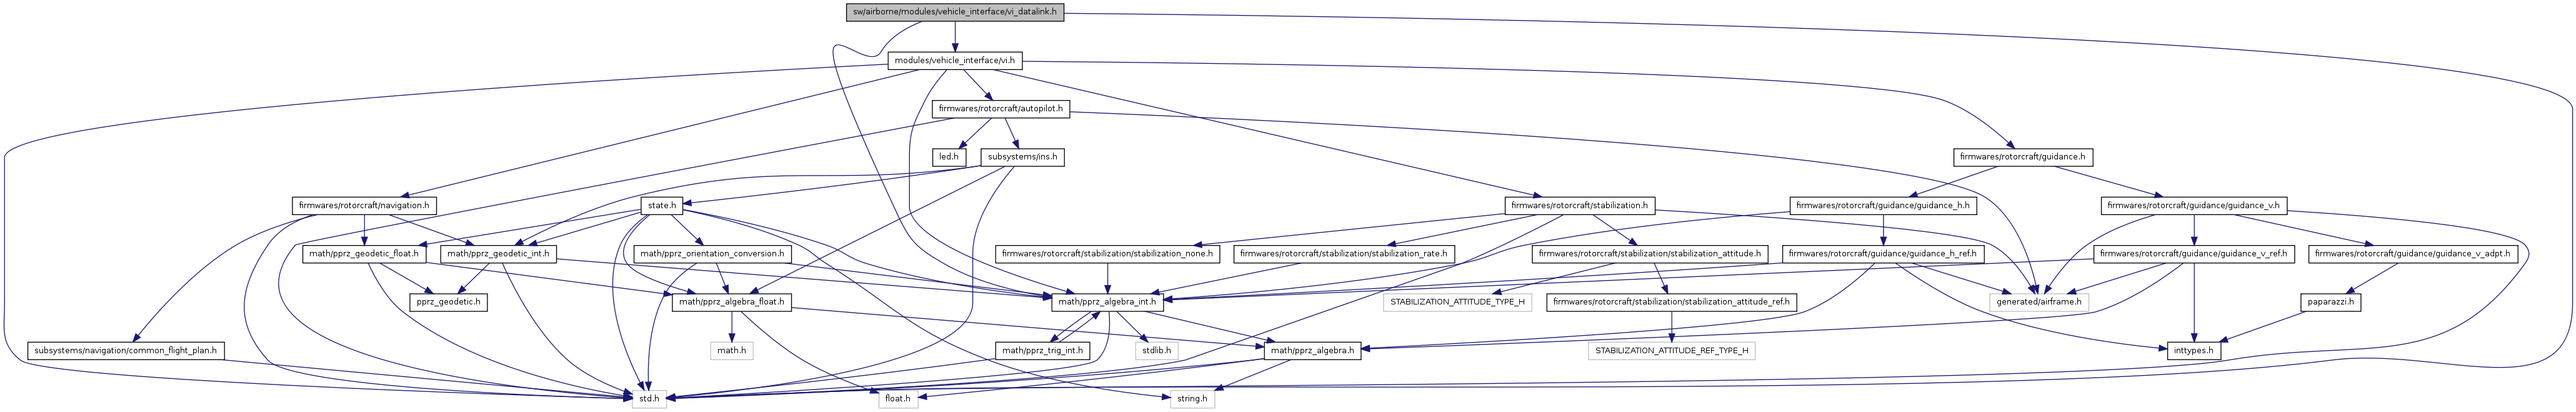 sw/airborne/modules/vehicle_interface/vi_datalink.h
modules/vehicle_interface/vi.h
firmwares/rotorcraft/autopilot.h
led.h
subsystems/ins.h
firmwares/rotorcraft/guidance.h
firmwares/rotorcraft/navigation.h
state.h
firmwares/rotorcraft/stabilization.h
firmwares/rotorcraft/guidance/guidance_h.h
firmwares/rotorcraft/guidance/guidance_v.h
math/pprz_geodetic_float.h
math/pprz_geodetic_int.h
math/pprz_orientation_conversion.h
firmwares/rotorcraft/stabilization/stabilization_none.h
firmwares/rotorcraft/stabilization/stabilization_rate.h
firmwares/rotorcraft/stabilization/stabilization_attitude.h
firmwares/rotorcraft/guidance/guidance_h_ref.h
firmwares/rotorcraft/guidance/guidance_v_ref.h
firmwares/rotorcraft/guidance/guidance_v_adpt.h
pprz_geodetic.h
math/pprz_algebra_float.h
math/pprz_algebra_int.h
STABILIZATION_ATTITUDE_TYPE_H
firmwares/rotorcraft/stabilization/stabilization_attitude_ref.h
generated/airframe.h
paparazzi.h
subsystems/navigation/common_flight_plan.h
math.h
math/pprz_trig_int.h
stdlib.h
math/pprz_algebra.h
STABILIZATION_ATTITUDE_REF_TYPE_H
inttypes.h
std.h
float.h
string.h